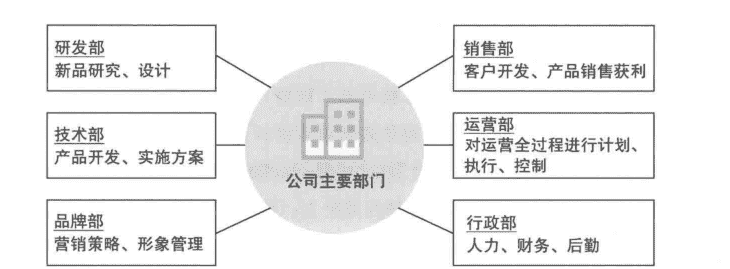 研发部
新品研究、设计
技术部
产品开发、实施方案
品牌部
营销策略、形象管理
公司主要部门
销售部
客户开发、产品销售获利
运营部
对运营全过程进行计划、
执行、控制
行政部
人力、财务、后勤